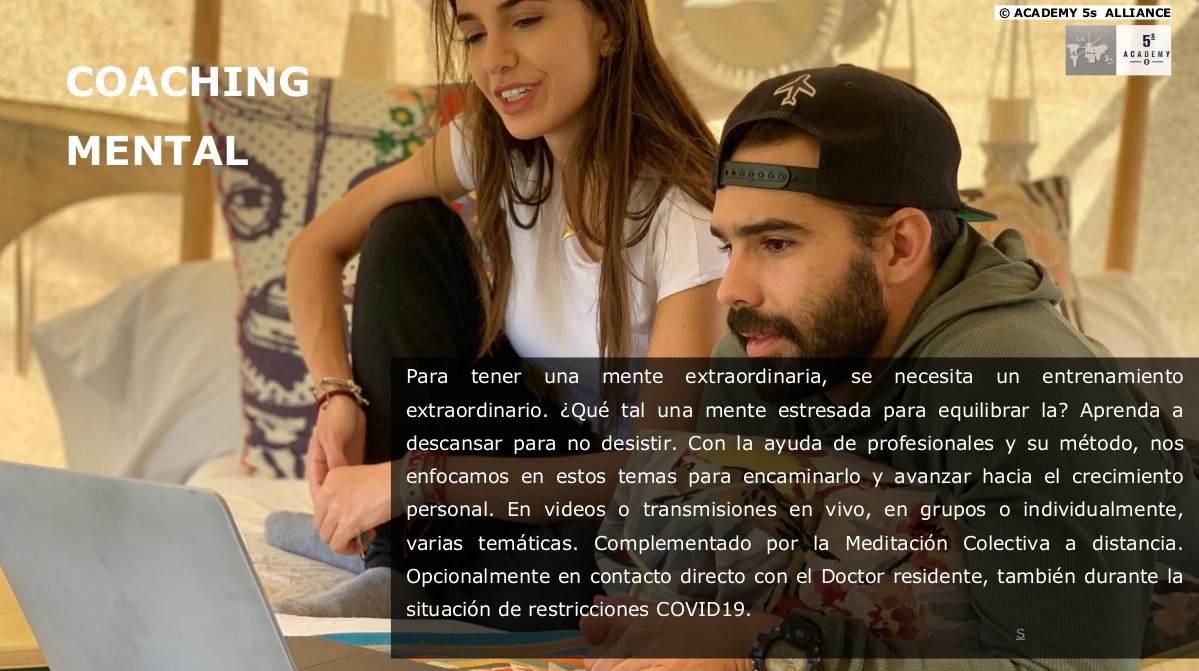 © ACADEMY 5s ALLIANCE
5s
ACADEMY
COACHING
MENTAL
Para tener una mente extraordinaria, se necesita un entrenamiento
extraordinario. ¿Qué tal una mente estresada para equilibrar la? Aprenda a
descansar para no desistir. Con la ayuda de profesionales y su método, nos
enfocamos en estos temas para encaminarlo y avanzar hacia el crecimiento
personal. En videos o transmisiones en vivo, en grupos o individualmente,
varias temáticas. Complementado por la Meditación Colectiva a distancia.
Opcionalmente en contacto directo con el Doctor residente, también durante la
situación de restricciones COVID19.
S